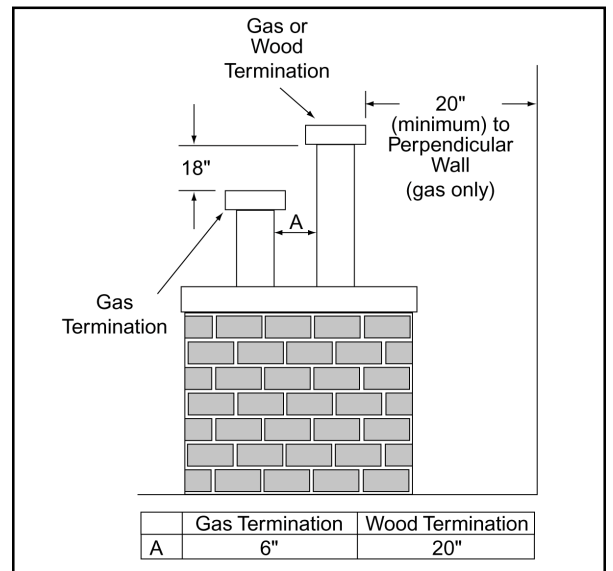 Gas or
Wood
Termination
20"
(minimum) to
Perpendicular
Wall
(gas only)
18"
A
Gas
Termination
Gas Termination Wood Termination
A 6" 20"